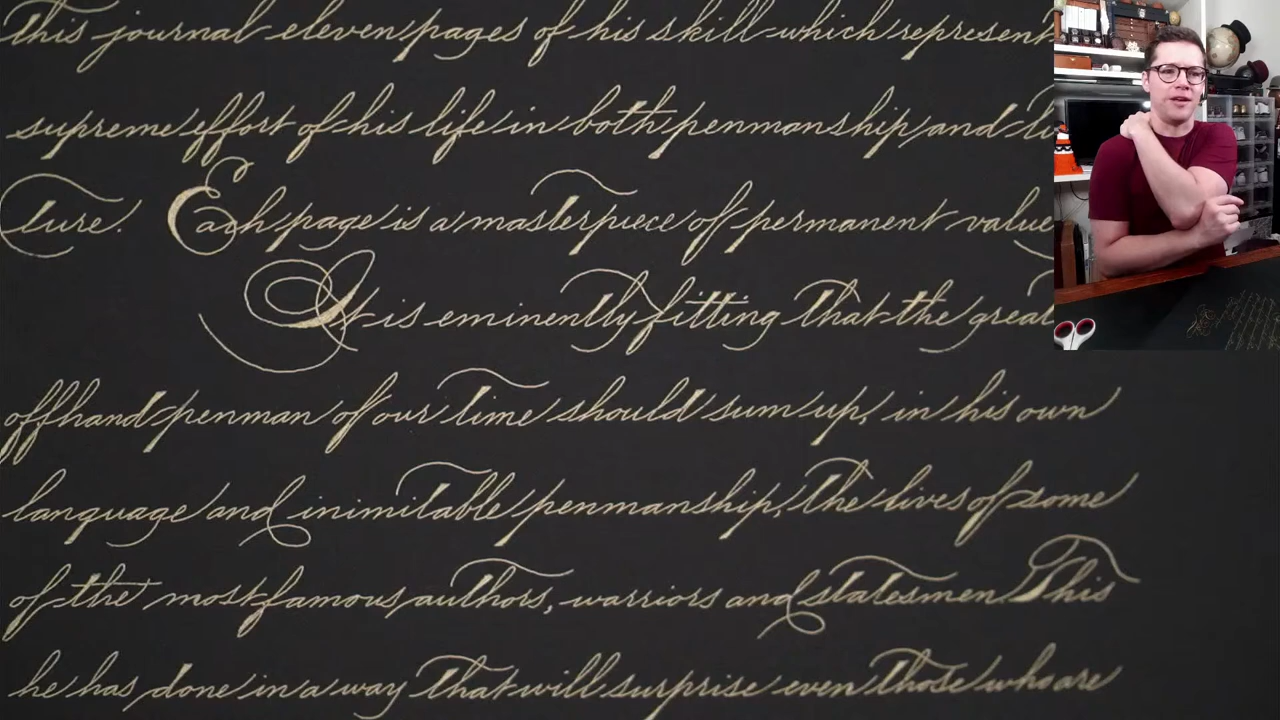 This journal eleven pages of his skill which represent
supreme effort of his life in both penmanship and
ture. Each page is a masterpiece of permanent value
It is eminently fitting that the great
offhand penman of our time should sum up, in his own
language and inimitable penmanship, the lives of some
of the most famous authors, warriors and statesmen. This
he has done in a way that will surprise even those who are